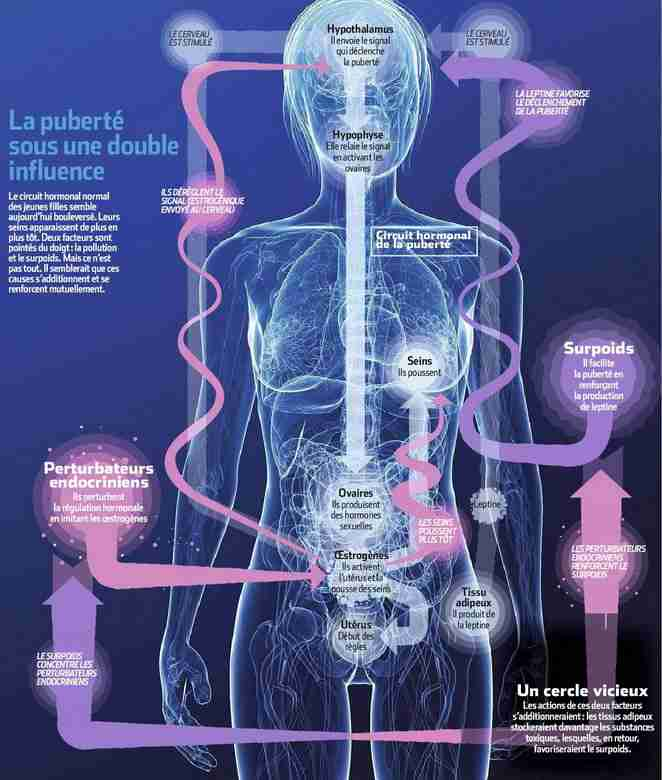 LE CERVEAU
EST STIMULÉ
Hypothalamus
Il envoie le signal
qui déclenche
la puberté
LE CERVEAU
EST STIMULÉ
LA LEPTINE FAVORISE
LE DÉCLENCHEMENT
DE LA PUBERTÉ
La puberté
sous une double
influence
Le circuit hormonal normal
des jeunes filles semble
aujourd'hui bouleversé. Leurs
seins apparaissent de plus en
plus tôt. Deux facteurs sont
pointés du doigt : la pollution
et le surpoids. Mais ce n'est
pas tout. Il semblerait que ces
causes s'additionnent et se
renforcent mutuellement.
Hypophyse
Elle relaie le signal
en activant les
ovaires
ILS DÉRÈGLENT LE
SIGNAL ŒSTROGÉNIQUE
ENVOYÉ AU CERVEAU
Circuit hormonal
de la puberté
Seins
Ils poussent
Surpoids
Il facilite
la puberté en
renforçant
la production
de leptine
Perturbateurs
endocriniens
Ils perturbent
la régulation hormonale
en imitant les œstrogènes
Ovaires
Ils produisent
des hormones
sexuelles
Leptine
LES SEINS
POUSSENT
PLUS TÔT
Œstrogènes
Ils activent
l'utérus et la
pousse des seins
LES PERTURBATEURS
ENDOCRINIENS
RENFORCENT LE
SURPOIDS
Tissu
adipeux
Il produit de
la leptine
Utérus
Début des
règles
LE SURPOIDS
CONCENTRE LES
PERTURBATEURS
ENDOCRINIENS
Un cercle vicieux
Les actions de ces deux facteurs
s'additionneraient : les tissus adipeux
stockeraient davantage les substances
toxiques, lesquelles, en retour,
favoriseraient le surpoids.